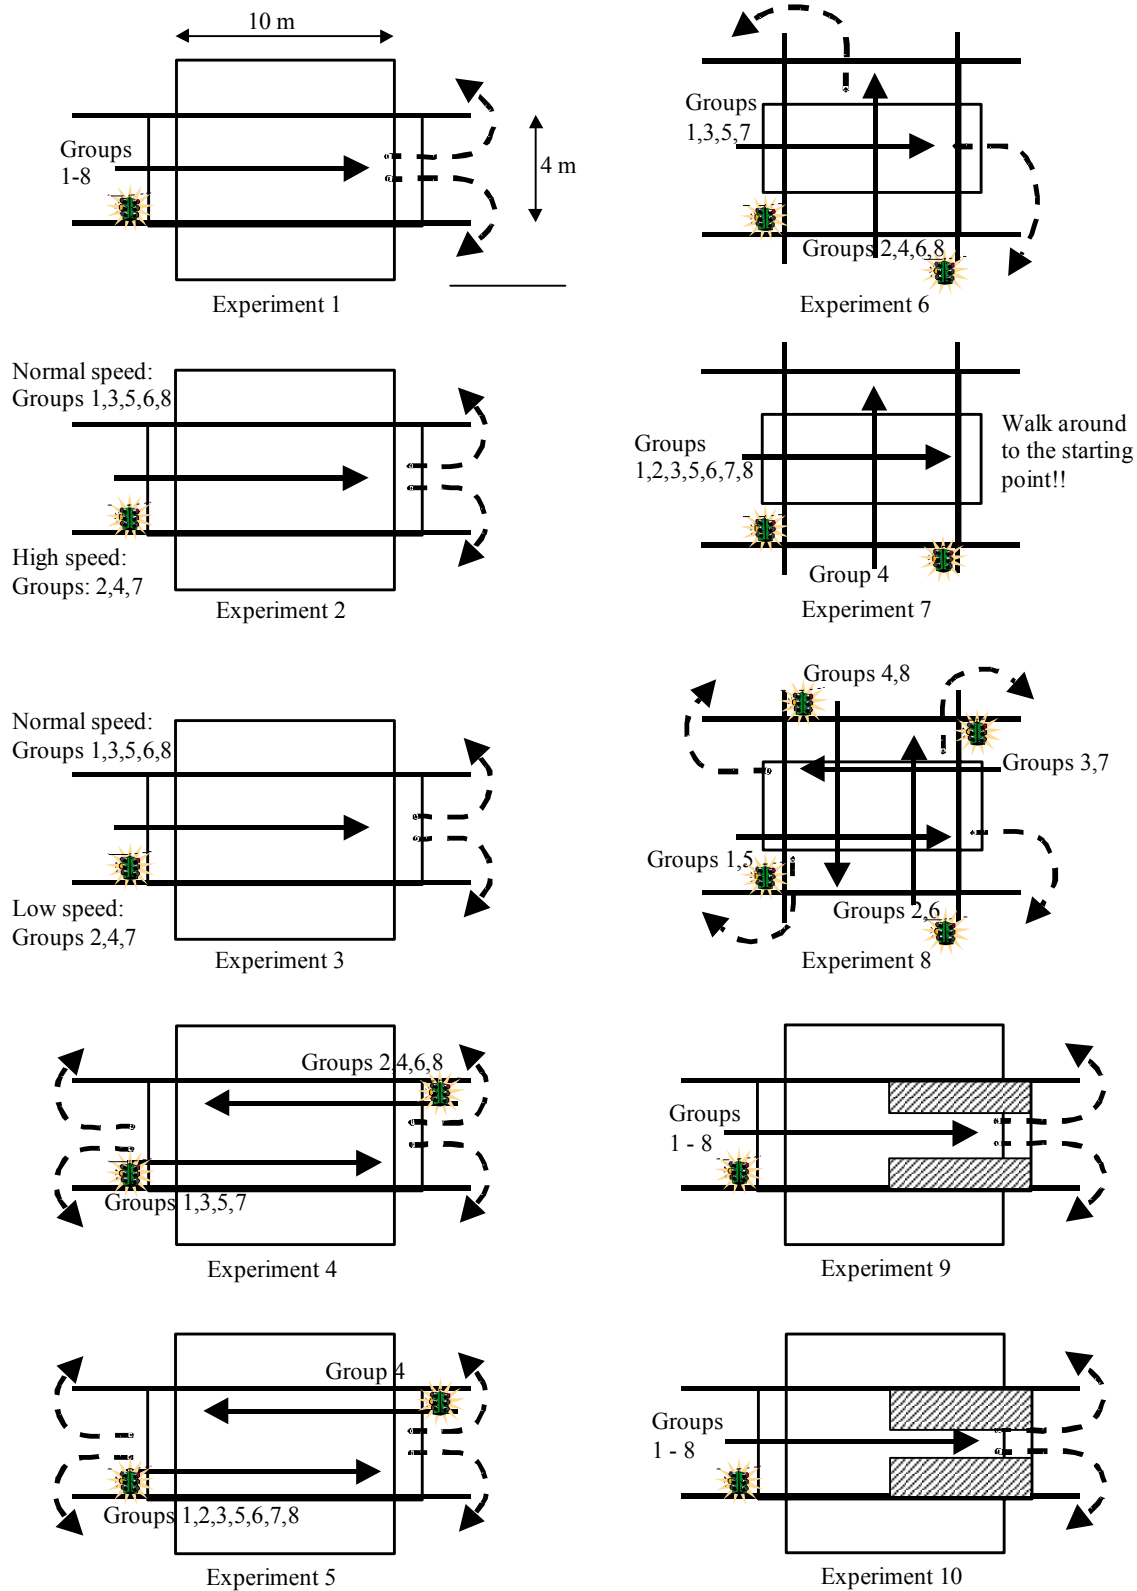 10 m
Groups
1-8
4 m
Experiment 1
Normal speed:
Groups 1,3,5,6,8
High speed:
Groups: 2,4,7
Experiment 2
Normal speed:
Groups 1,3,5,6,8
Low speed:
Groups 2,4,7
Experiment 3
Groups 2,4,6,8
Groups 1,3,5,7
Experiment 4
Group 4
Groups 1,2,3,5,6,7,8
Experiment 5
Groups
1,3,5,7
Groups 2,4,6,8
Experiment 6
Groups
1,2,3,5,6,7,8
Walk around
to the starting
point!!
Group 4
Experiment 7
Groups 4,8
Groups 3,7
Groups 1,5
Groups 2,6
Experiment 8
Groups
1 - 8
Experiment 9
Groups
1 - 8
Experiment 10